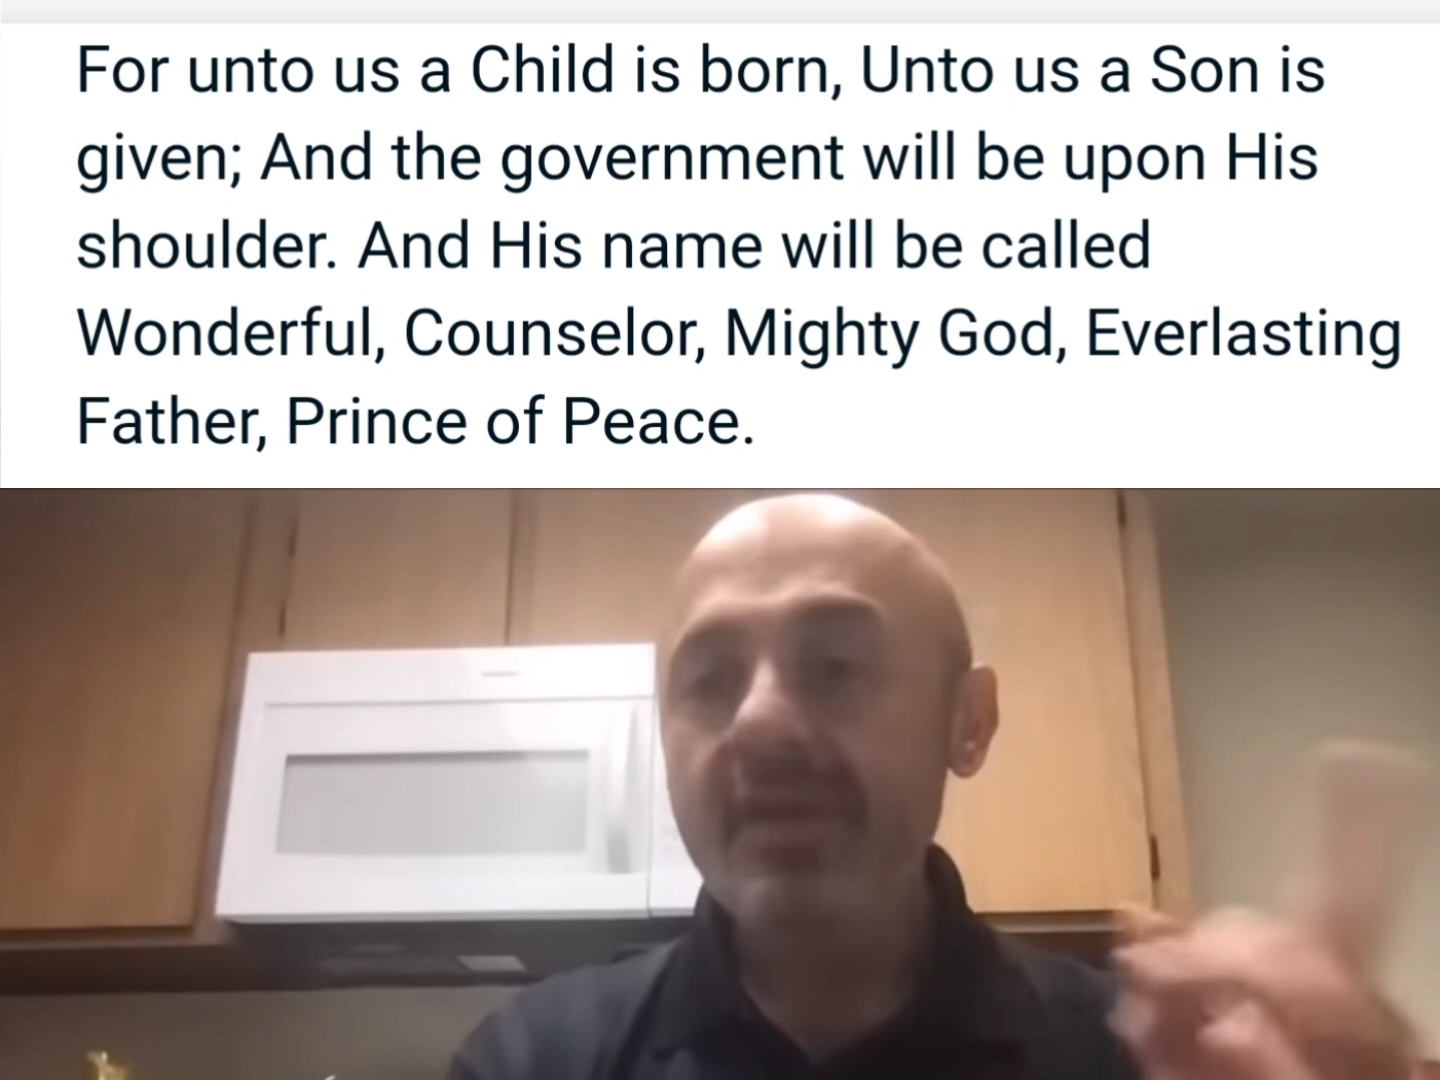 For unto us a Child is born, Unto us a Son is
given; And the government will be upon His
shoulder. And His name will be called
Wonderful, Counselor, Mighty God, Everlasting
Father, Prince of Peace.